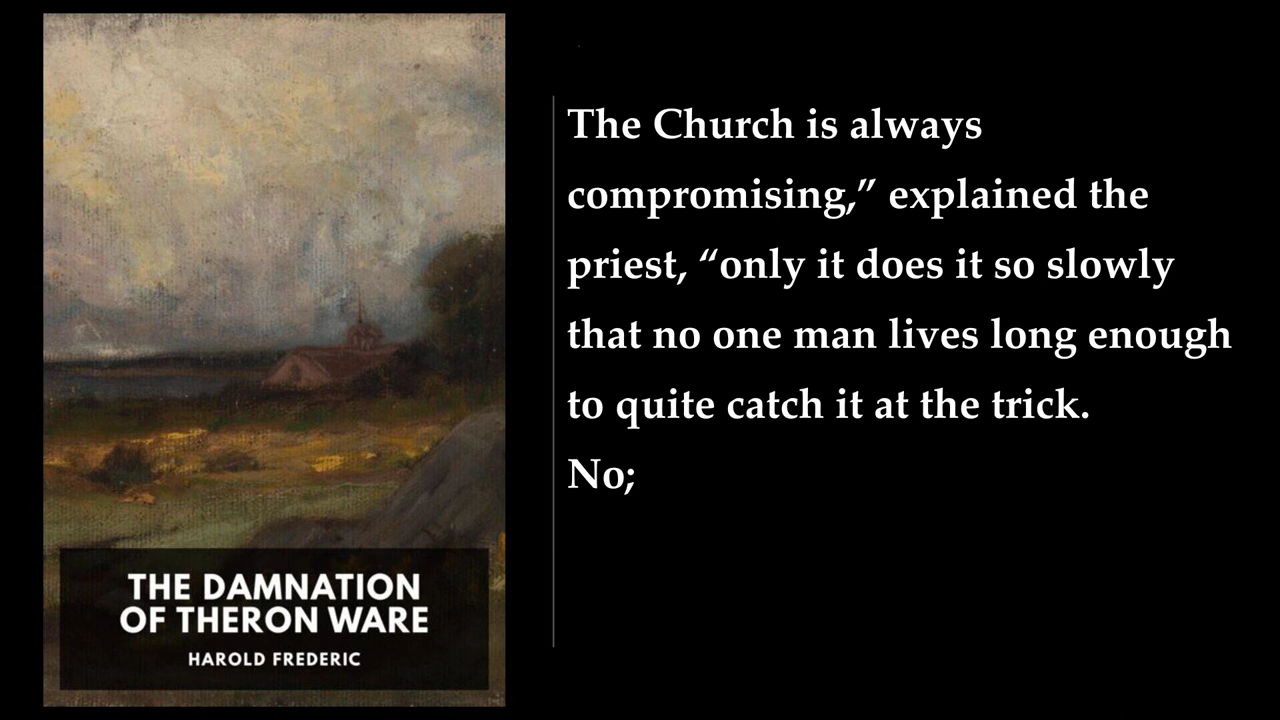 The Church is always
compromising,” explained the
priest, “only it does it so slowly
that no one man lives long enough
to quite catch it at the trick.
No;
THE DAMNATION
OF THERON WARE
HAROLD FREDERIC